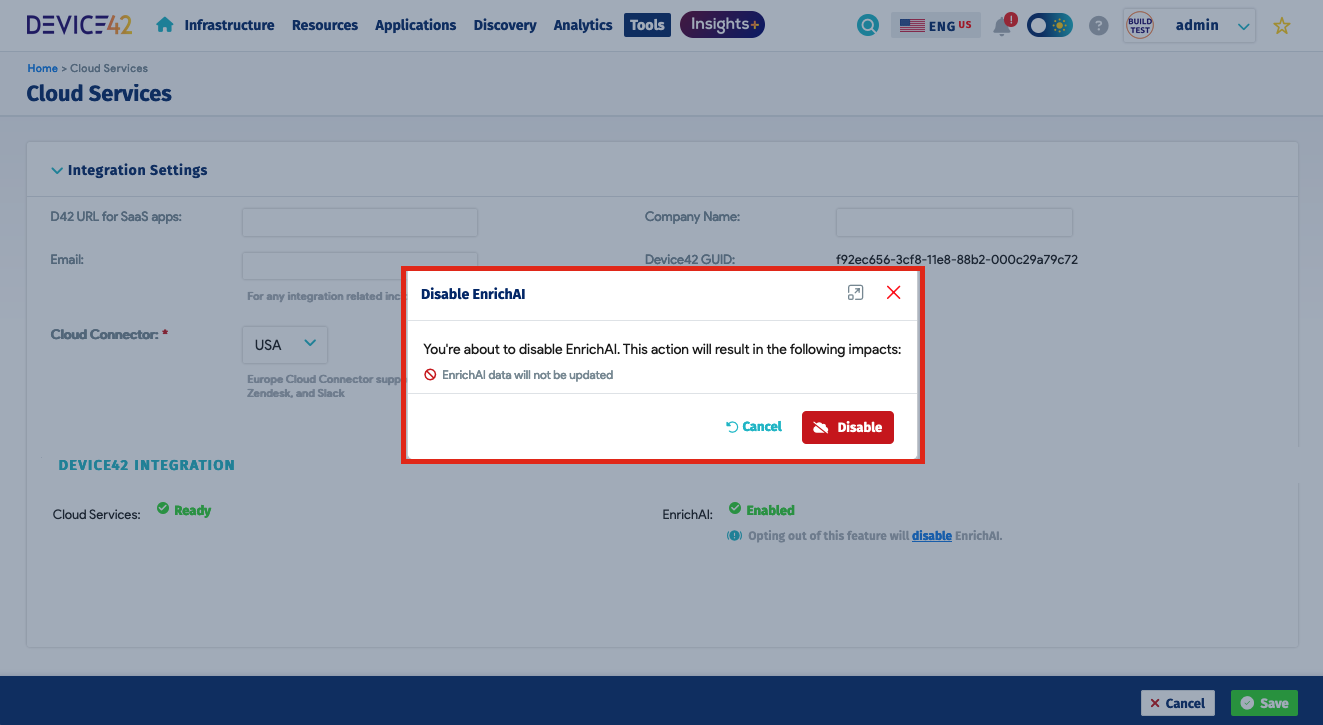 DEVICE42 Infrastructure Resources Applications Discovery Analytics Tools Insights+ ENG US ! ? BUILD TEST admin
Home > Cloud Services
Cloud Services
Integration Settings
D42 URL for SaaS apps:
Company Name:
Email:
Device42 GUID: f92ec656-3cf8-11e8-88b2-000c29a79c72
For any integration related inc
Cloud Connector: *
USA
Europe Cloud Connector supp
Zendesk, and Slack
Disable EnrichAI
You're about to disable EnrichAI. This action will result in the following impacts:
EnrichAI data will not be updated
Cancel Disable
DEVICE42 INTEGRATION
Cloud Services: Ready
EnrichAI: Enabled
Opting out of this feature will disable EnrichAI.
Cancel Save